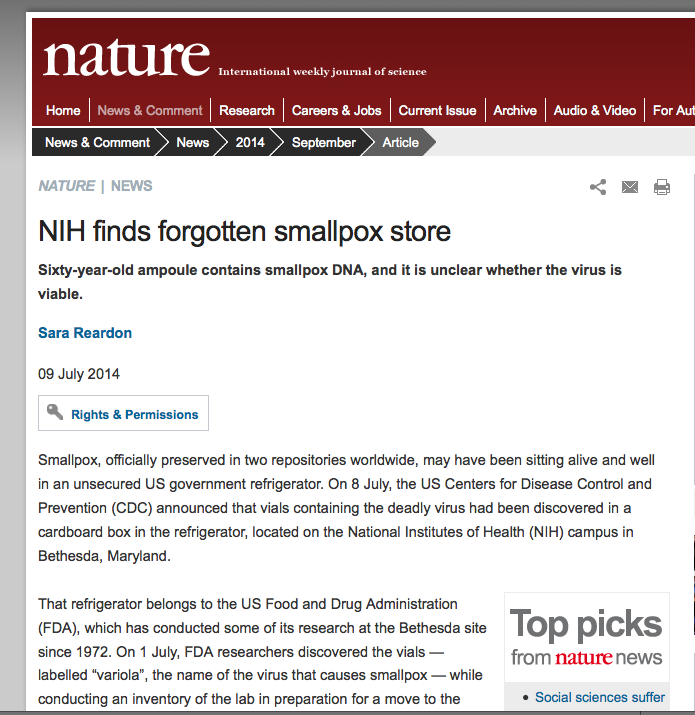 nature International weekly journal of science
Home News & Comment Research Careers & Jobs Current Issue Archive Audio & Video For Aut
News & Comment News 2014 September Article
NATURE | NEWS
NIH finds forgotten smallpox store
Sixty-year-old ampoule contains smallpox DNA, and it is unclear whether the virus is
viable.
Sara Reardon
09 July 2014
Rights & Permissions
Smallpox, officially preserved in two repositories worldwide, may have been sitting alive and well
in an unsecured US government refrigerator. On 8 July, the US Centers for Disease Control and
Prevention (CDC) announced that vials containing the deadly virus had been discovered in a
cardboard box in the refrigerator, located on the National Institutes of Health (NIH) campus in
Bethesda, Maryland.
That refrigerator belongs to the US Food and Drug Administration
(FDA), which has conducted some of its research at the Bethesda site
since 1972. On 1 July, FDA researchers discovered the vials —
labelled “variola”, the name of the virus that causes smallpox — while
conducting an inventory of the lab in preparation for a move to the
Top picks
from nature news
• Social sciences suffer